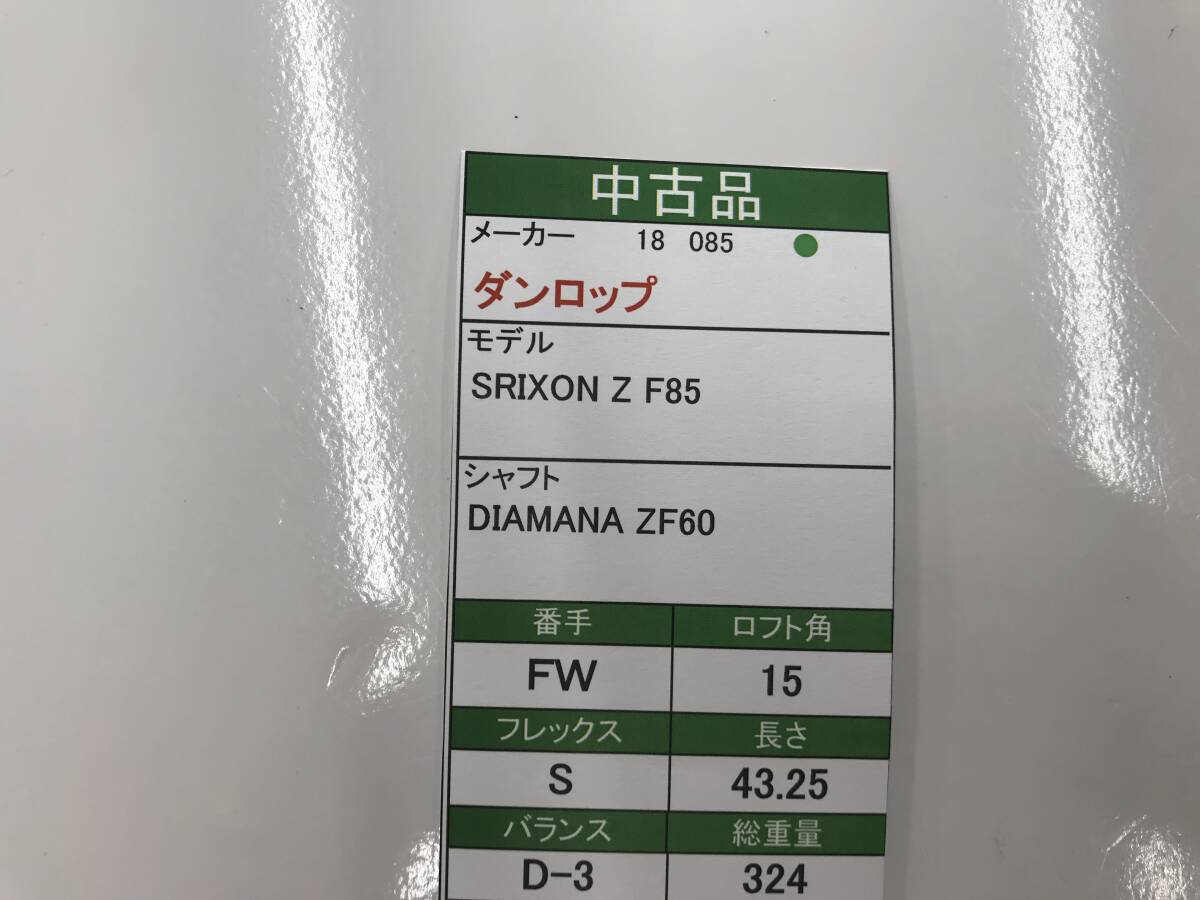 中古品
メーカー 18 085
ダンロップ
モデル
SRIXON Z F85
シャフト
DIAMANA ZF60
番手 ロフト角
FW 15
フレックス 長さ
S 43.25
バランス 総重量
D-3 324